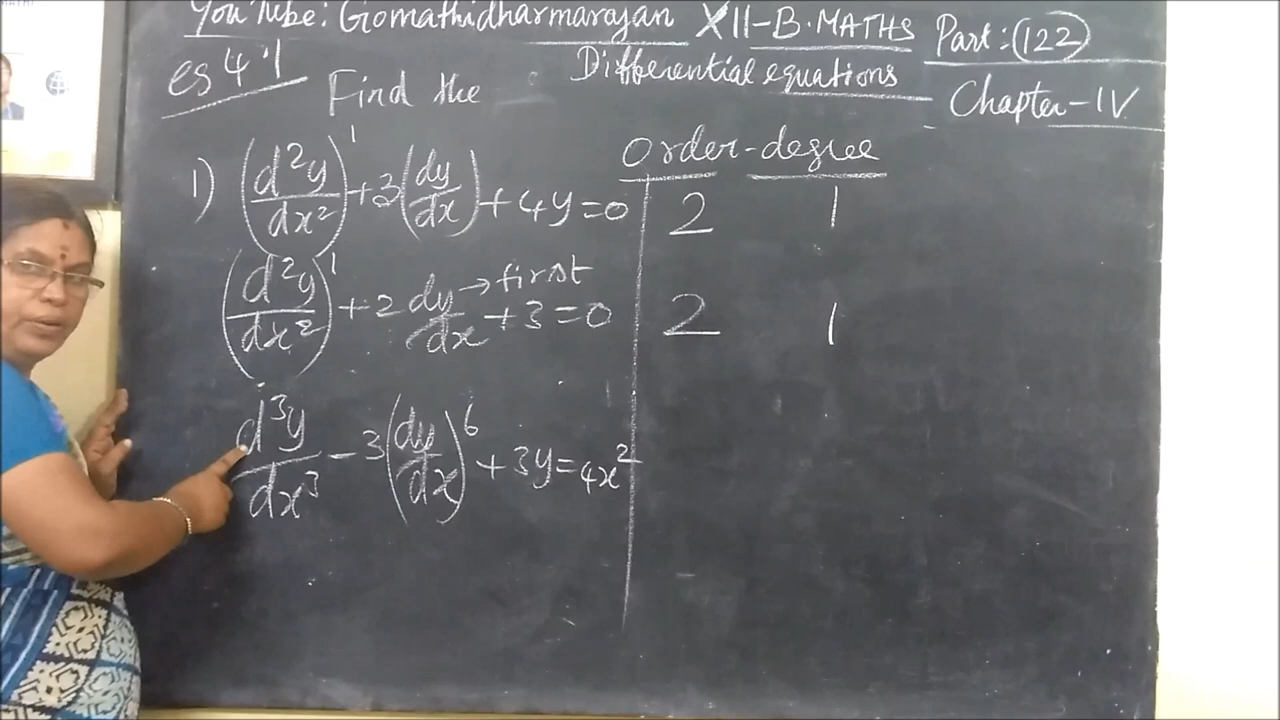 YouTube: Gomathidharmarajan XII-B.MATHS Part:(122)
es 4.1 Differential equations Chapter-IV
Find the order-degree
1) (d²y/dx²)¹ + 3(dy/dx) + 4y = 0 2 1
(d²y/dx²)¹ + 2 dy/dx → first + 3 = 0 2 1
d³y/dx³ - 3(dy/dx)⁶ + 3y = 4x²